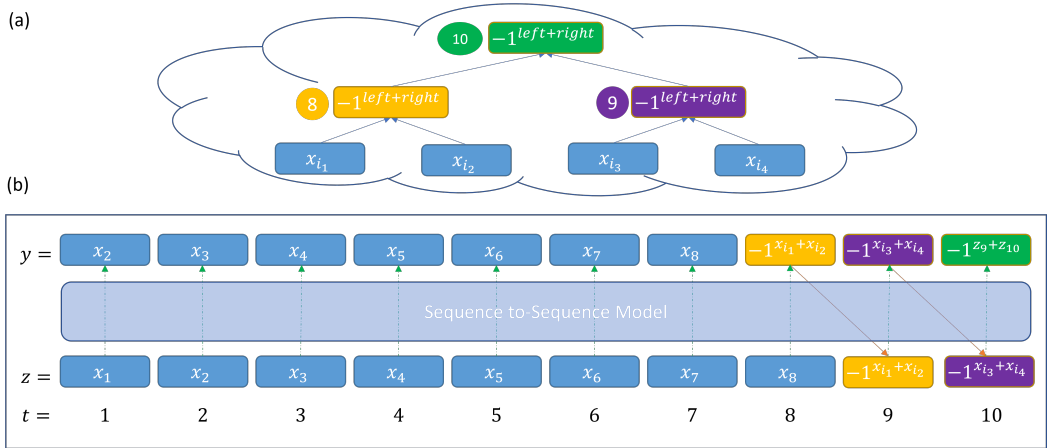 (a)
10 −1^{left+right}
8 −1^{left+right} 9 −1^{left+right}
x_{i_1} x_{i_2} x_{i_3} x_{i_4}
(b)
y = x_2 x_3 x_4 x_5 x_6 x_7 x_8 −1^{x_{i_1}+x_{i_2}} −1^{x_{i_3}+x_{i_4}} −1^{z_9+z_{10}}
Sequence to-Sequence Model
z = x_1 x_2 x_3 x_4 x_5 x_6 x_7 x_8 −1^{x_{i_1}+x_{i_2}} −1^{x_{i_3}+x_{i_4}}
t = 1 2 3 4 5 6 7 8 9 10